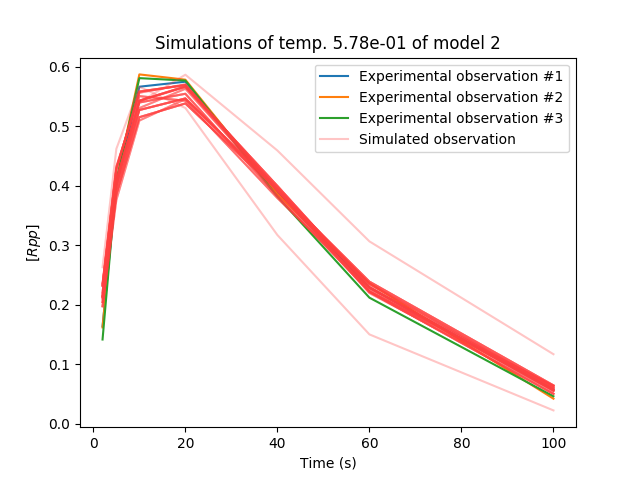 Simulations of temp. 5.78e-01 of model 2
Experimental observation #1
Experimental observation #2
Experimental observation #3
Simulated observation
[Rpp]
0.6
0.5
0.4
0.3
0.2
0.1
0.0
0 20 40 60 80 100
Time (s)